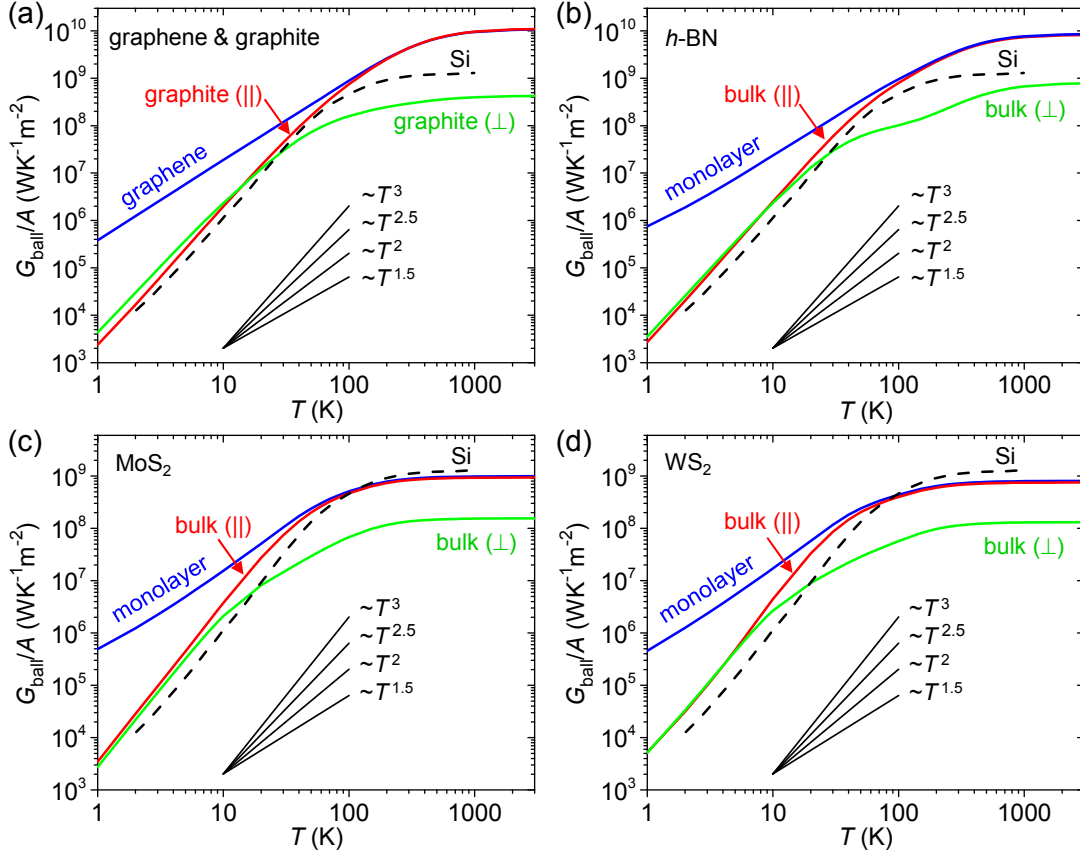 (a)
graphene & graphite
Si
graphite (||)
graphite (⊥)
graphene
~T³
~T²·⁵
~T²
~T¹·⁵
G_ball/A (WK⁻¹m⁻²)
10¹⁰
10⁹
10⁸
10⁷
10⁶
10⁵
10⁴
10³
1 10 100 1000
T (K)
(b)
h-BN
Si
bulk (||)
bulk (⊥)
monolayer
~T³
~T²·⁵
~T²
~T¹·⁵
G_ball/A (WK⁻¹m⁻²)
10¹⁰
10⁹
10⁸
10⁷
10⁶
10⁵
10⁴
10³
1 10 100 1000
T (K)
(c)
MoS₂
Si
bulk (||)
bulk (⊥)
monolayer
~T³
~T²·⁵
~T²
~T¹·⁵
G_ball/A (WK⁻¹m⁻²)
10⁹
10⁸
10⁷
10⁶
10⁵
10⁴
10³
1 10 100 1000
T (K)
(d)
WS₂
Si
bulk (||)
bulk (⊥)
monolayer
~T³
~T²·⁵
~T²
~T¹·⁵
G_ball/A (WK⁻¹m⁻²)
10⁹
10⁸
10⁷
10⁶
10⁵
10⁴
10³
1 10 100 1000
T (K)